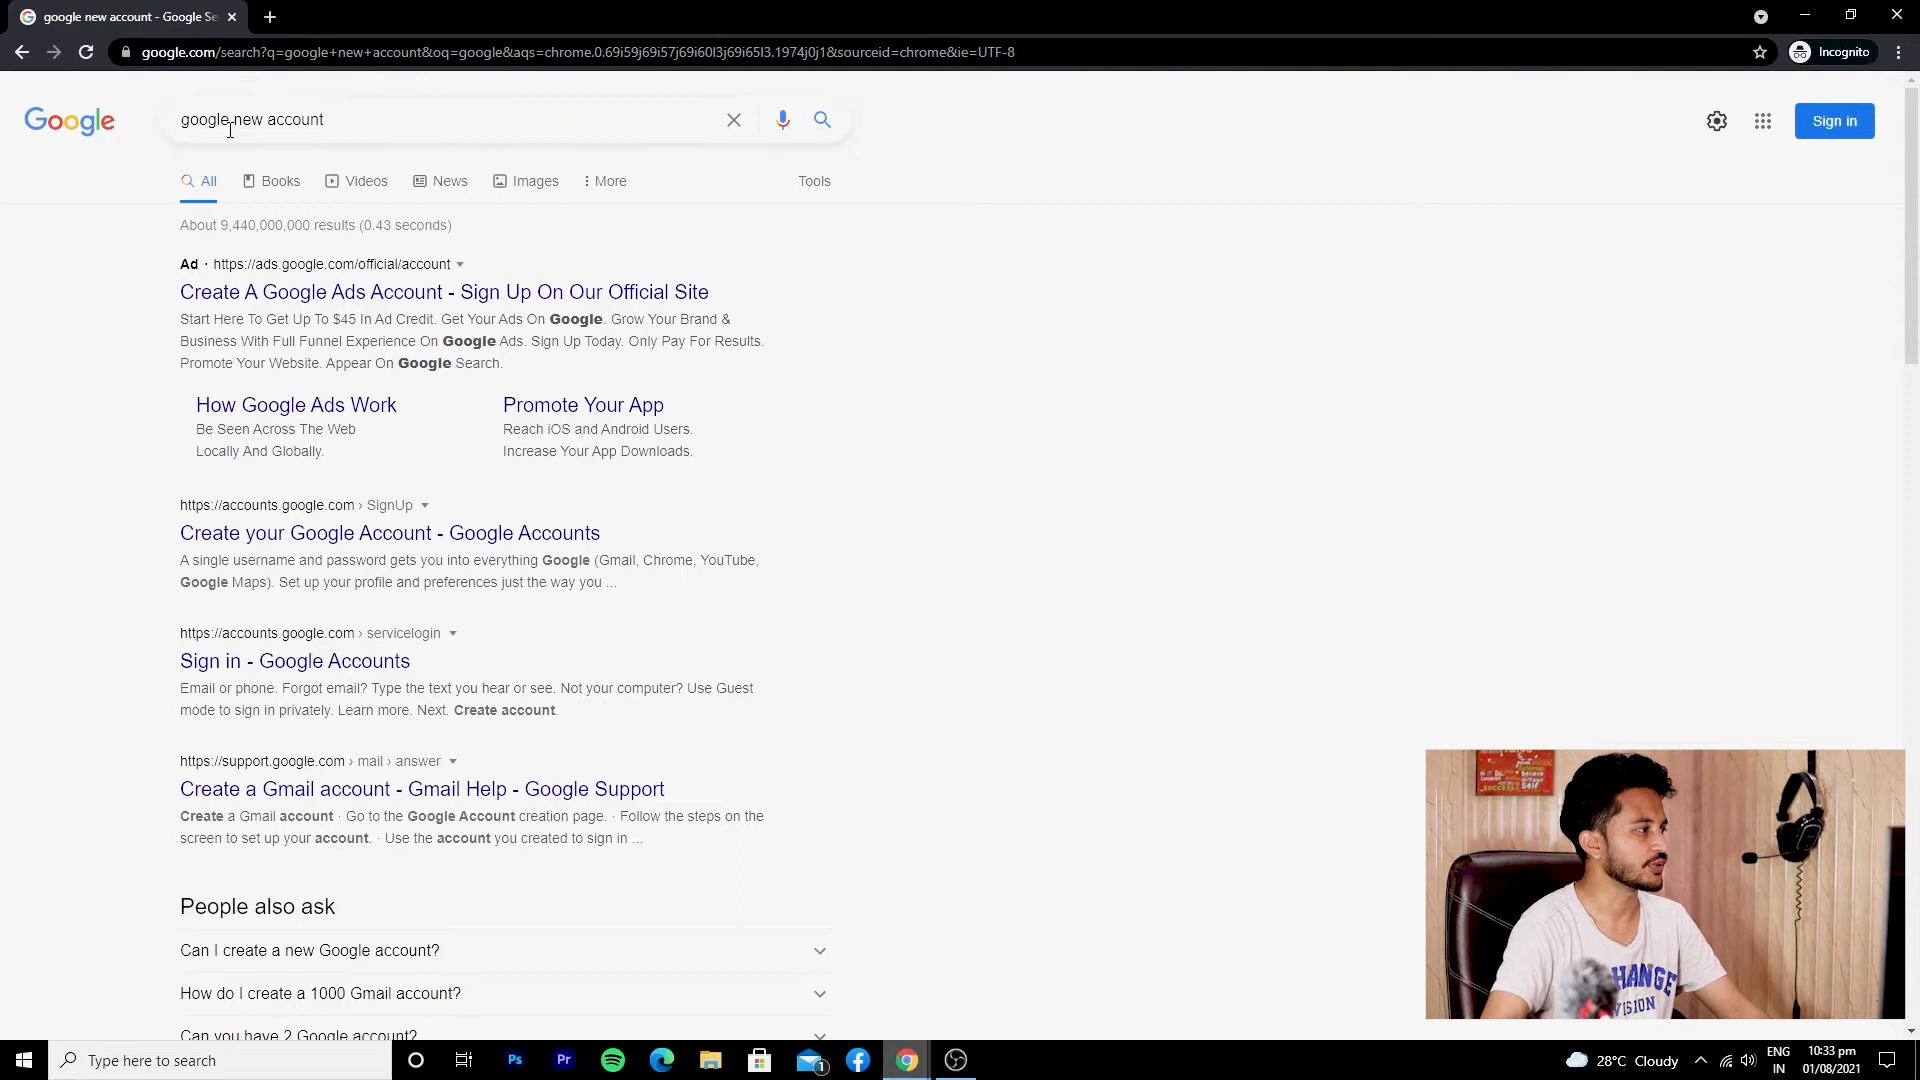 google new account - Google Se
google.com/search?q=google+new+account&oq=google&aqs=chrome.0.69i59j69i57j69i60l3j69i65l3.1974j0j1&sourceid=chrome&ie=UTF-8
Incognito
Google
google new account
Sign in
All
Books
Videos
News
Images
More
Tools
About 9,440,000,000 results (0.43 seconds)
Ad · https://ads.google.com/official/account
Create A Google Ads Account - Sign Up On Our Official Site
Start Here To Get Up To $45 In Ad Credit. Get Your Ads On Google. Grow Your Brand &
Business With Full Funnel Experience On Google Ads. Sign Up Today. Only Pay For Results.
Promote Your Website. Appear On Google Search.
How Google Ads Work
Be Seen Across The Web
Locally And Globally.
Promote Your App
Reach iOS and Android Users.
Increase Your App Downloads.
https://accounts.google.com › SignUp
Create your Google Account - Google Accounts
A single username and password gets you into everything Google (Gmail, Chrome, YouTube,
Google Maps). Set up your profile and preferences just the way you ...
https://accounts.google.com › servicelogin
Sign in - Google Accounts
Email or phone. Forgot email? Type the text you hear or see. Not your computer? Use Guest
mode to sign in privately. Learn more. Next. Create account.
https://support.google.com › mail › answer
Create a Gmail account - Gmail Help - Google Support
Create a Gmail account · Go to the Google Account creation page. · Follow the steps on the
screen to set up your account. · Use the account you created to sign in ...
People also ask
Can I create a new Google account?
How do I create a 1000 Gmail account?
Can you have 2 Google account?
CHANGE
VISION
Type here to search
Ps
Pr
1
28°C Cloudy
ENG
IN
10:33 pm
01/08/2021